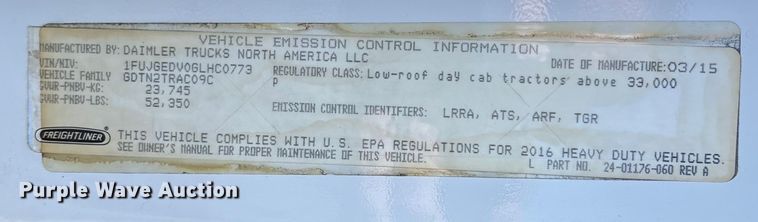 VEHICLE EMISSION CONTROL INFORMATION
MANUFACTURED BY: DAIMLER TRUCKS NORTH AMERICA LLC DATE OF MANUFACTURE: 03/15
VIN/NIV: 1FUJGEDV0GLHC0773 REGULATORY CLASS: Low-roof day cab tractors above 33,000
VEHICLE FAMILY GDTN2TRAC09C p
GVWR-PNBV-KG: 23,745
GVWR-PNBV-LBS: 52,350 EMISSION CONTROL IDENTIFIERS: LRRA, ATS, ARF, TGR
FREIGHTLINER THIS VEHICLE COMPLIES WITH U.S. EPA REGULATIONS FOR 2016 HEAVY DUTY VEHICLES.
SEE OWNER'S MANUAL FOR PROPER MAINTENANCE OF THIS VEHICLE. L PART NO. 24-01176-060 REV A
Purple Wave Auction